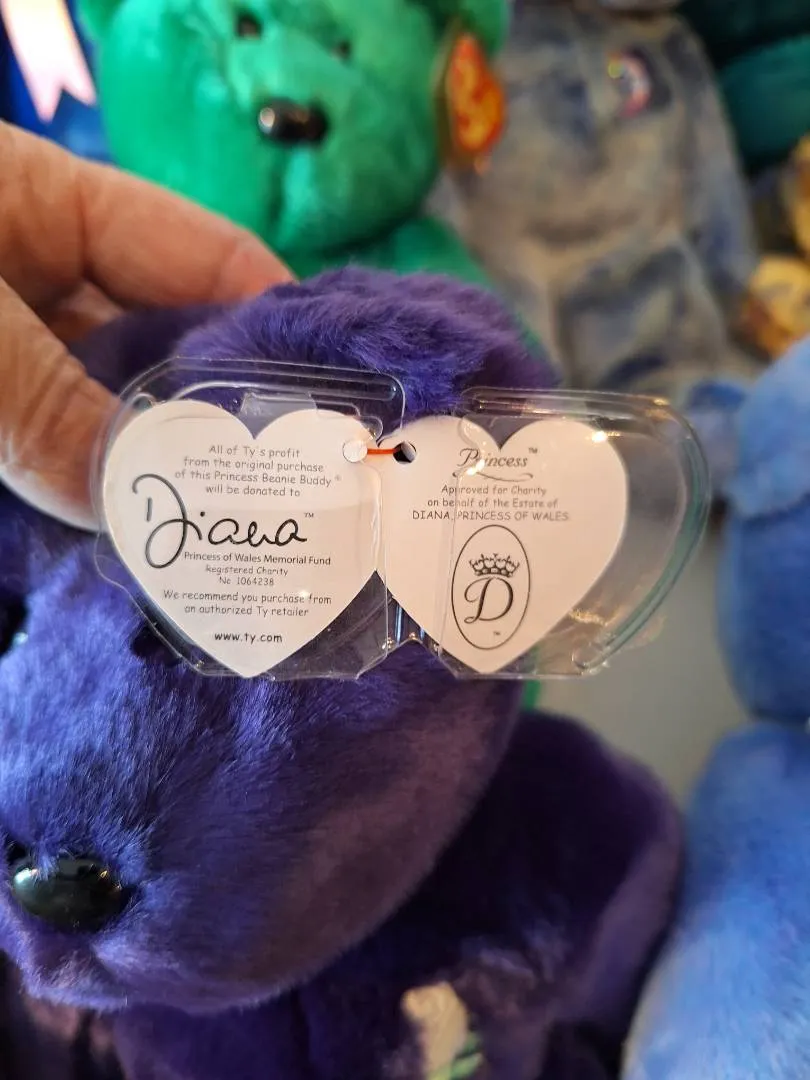 All of Ty's profit
from the original purchase
of this Princess Beanie Buddy®
will be donated to
Diana™
Princess of Wales Memorial Fund
Registered Charity
No 1064238
We recommend you purchase from
an authorized Ty retailer
www.ty.com
Princess™
Approved for Charity
on behalf of the Estate of
DIANA, PRINCESS OF WALES.
D
™